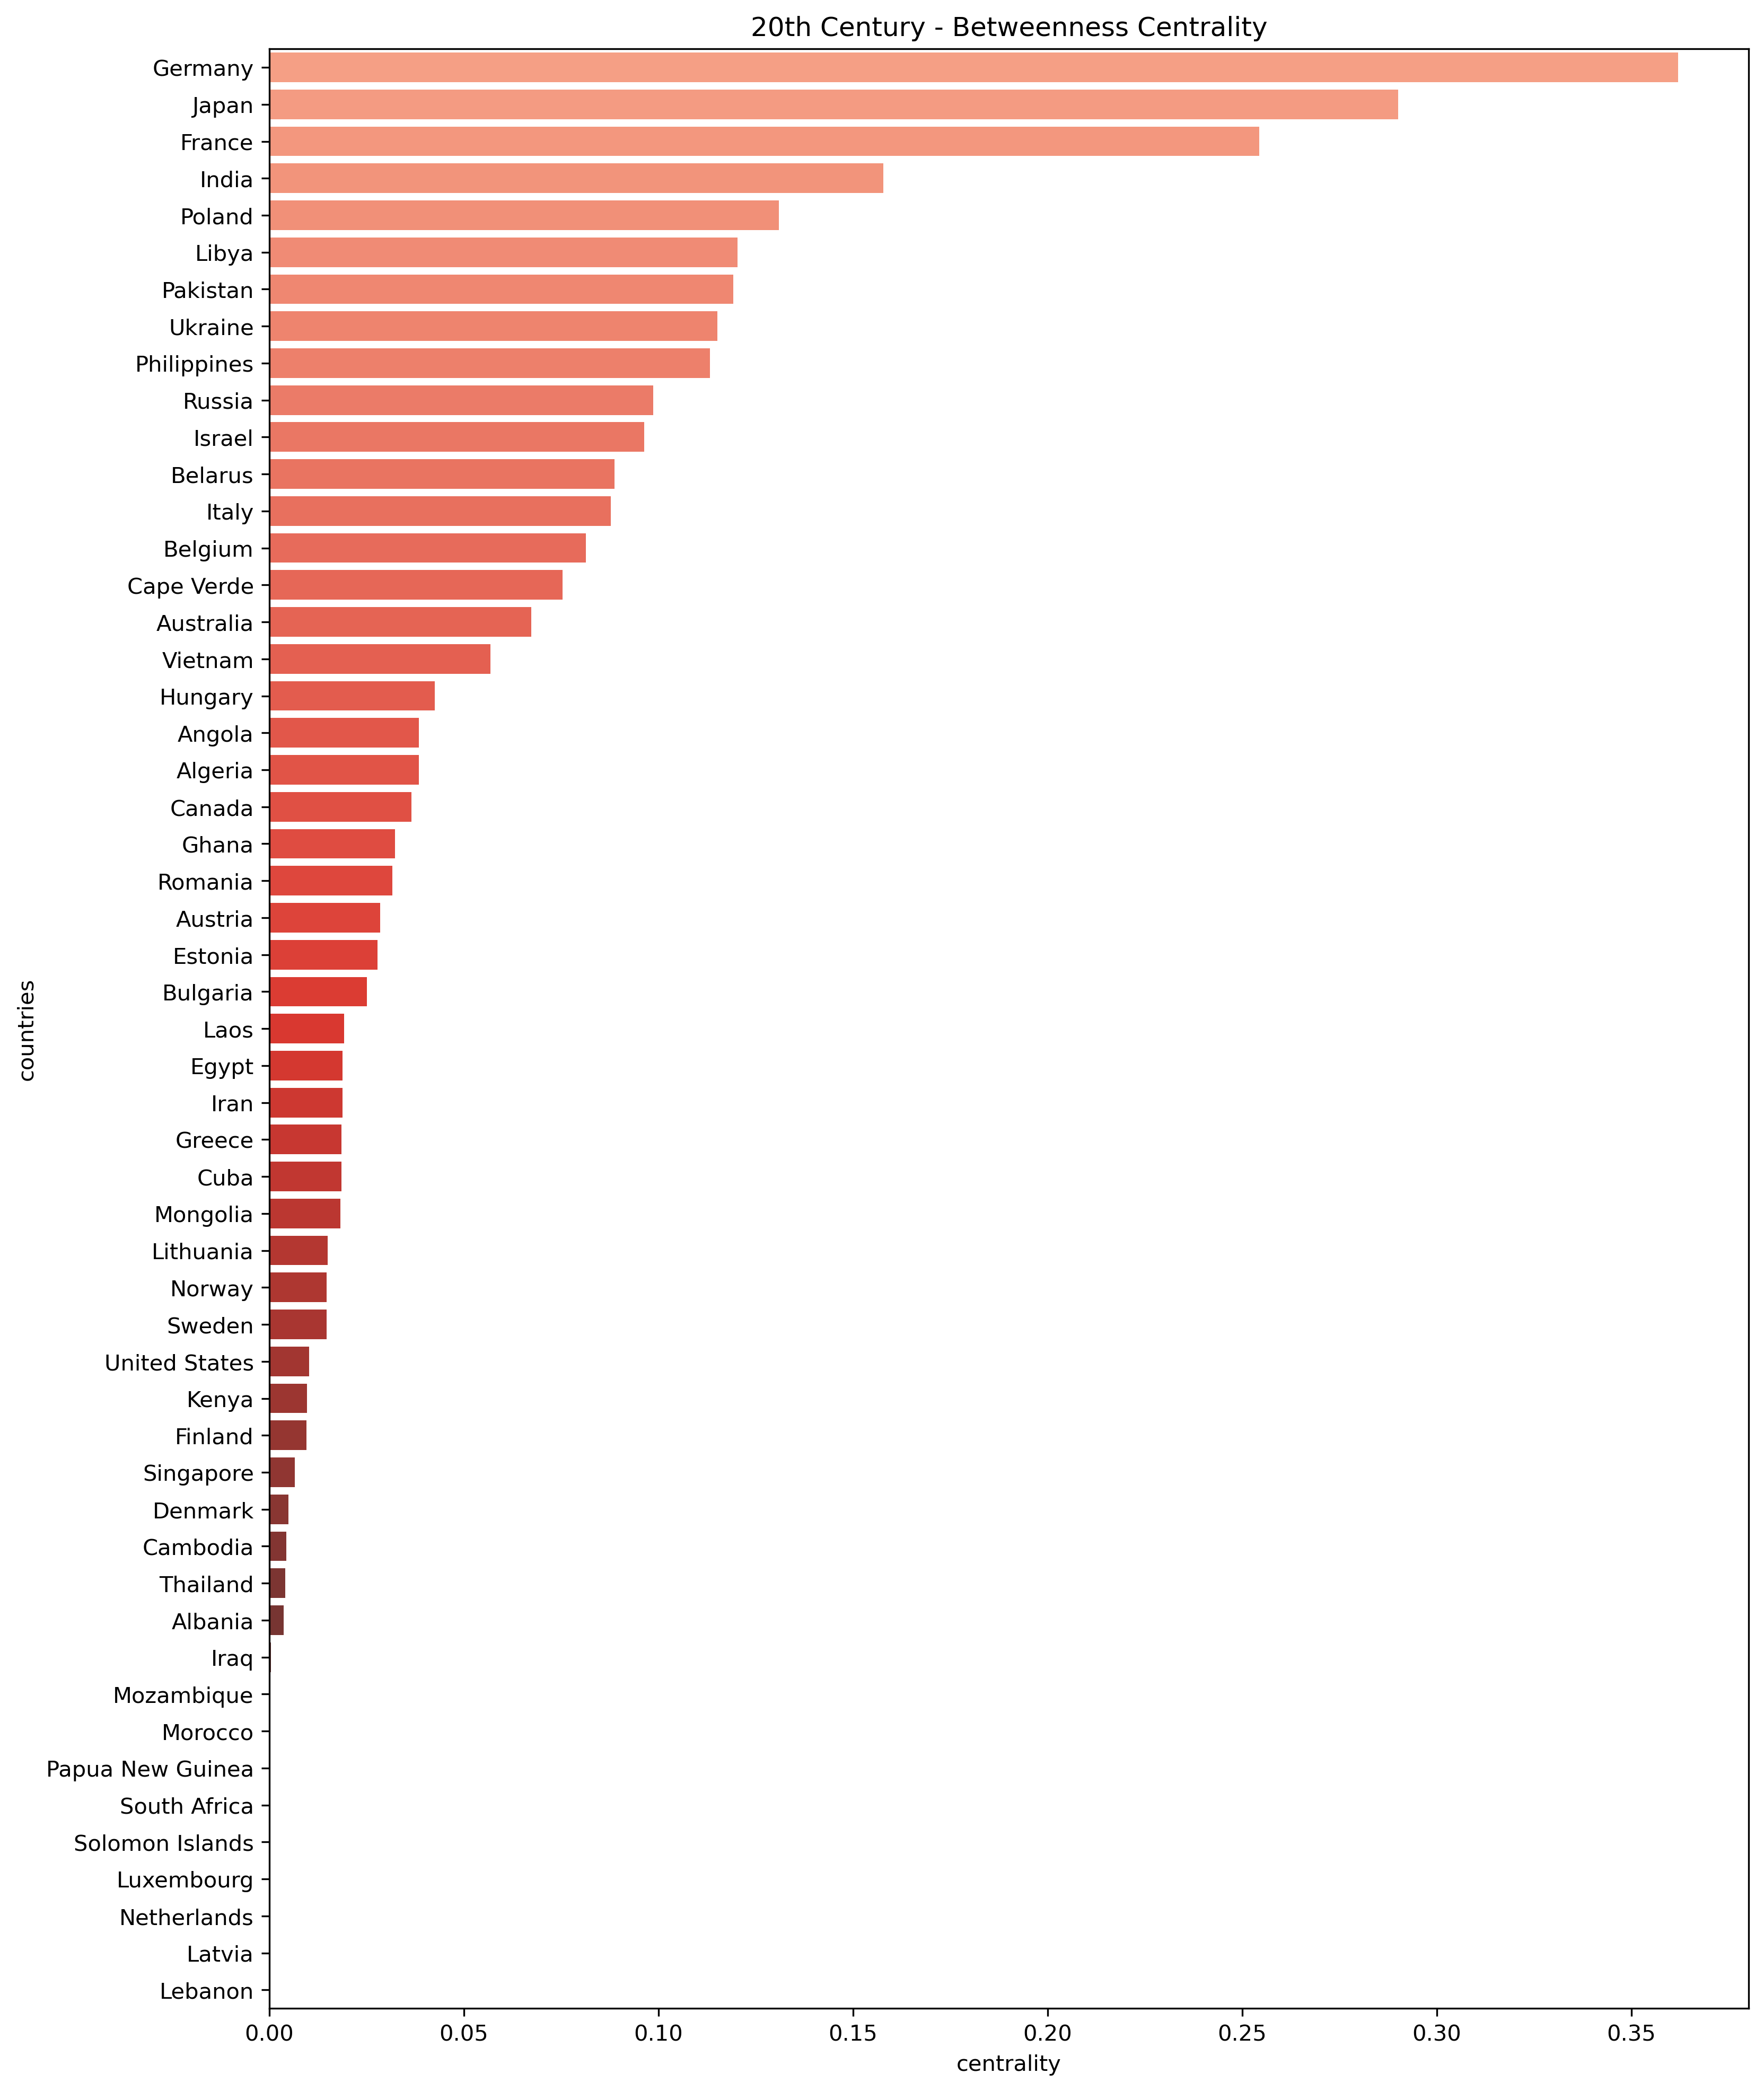 20th Century - Betweenness Centrality
Germany
Japan
France
India
Poland
Libya
Pakistan
Ukraine
Philippines
Russia
Israel
Belarus
Italy
Belgium
Cape Verde
Australia
Vietnam
Hungary
Angola
Algeria
Canada
Ghana
Romania
Austria
Estonia
Bulgaria
Laos
Egypt
Iran
Greece
Cuba
Mongolia
Lithuania
Norway
Sweden
United States
Kenya
Finland
Singapore
Denmark
Cambodia
Thailand
Albania
Iraq
Mozambique
Morocco
Papua New Guinea
South Africa
Solomon Islands
Luxembourg
Netherlands
Latvia
Lebanon
countries
0.00 0.05 0.10 0.15 0.20 0.25 0.30 0.35
centrality